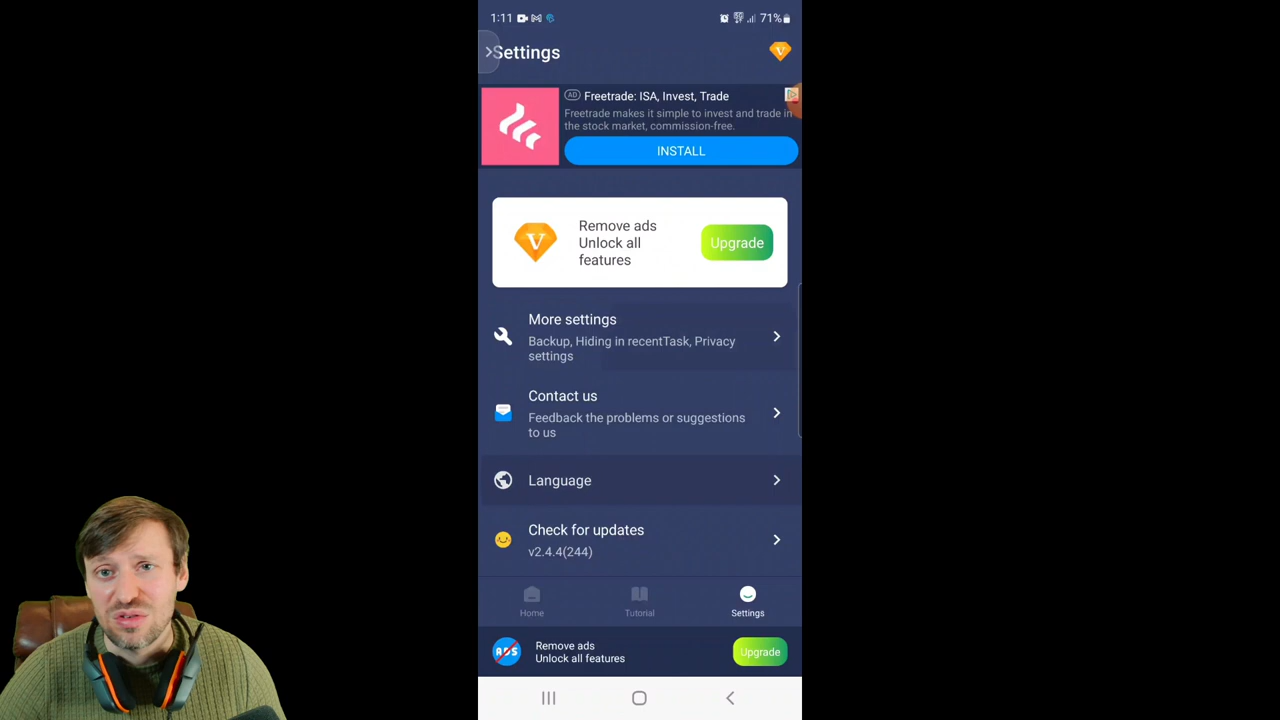 1:11 71%
Settings
V
AD Freetrade: ISA, Invest, Trade
Freetrade makes it simple to invest and trade in
the stock market, commission-free.
INSTALL
V
Remove ads
Unlock all
features
Upgrade
More settings
Backup, Hiding in recentTask, Privacy
settings
Contact us
Feedback the problems or suggestions
to us
Language
Check for updates
v2.4.4(244)
Home Tutorial Settings
ADS
Remove ads
Unlock all features
Upgrade